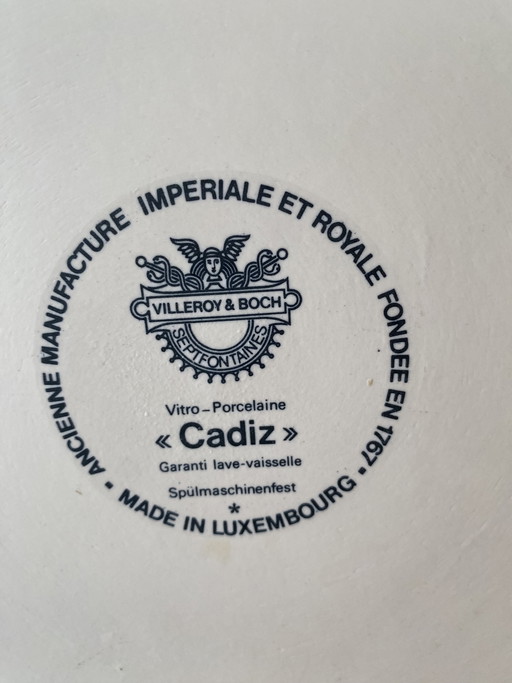 ANCIENNE MANUFACTURE IMPERIALE ET ROYALE FONDEE EN 1767
VILLEROY & BOCH
SEPTFONTAINES
Vitro-Porcelaine
« Cadiz »
Garanti lave-vaisselle
Spülmaschinenfest
*
• MADE IN LUXEMBOURG •